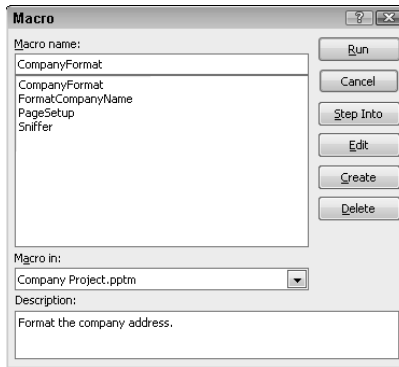 Macro
Macro name:
CompanyFormat
Run
CompanyFormat
FormatCompanyName
PageSetup
Sniffer
Cancel
Step Into
Edit
Create
Delete
Macro in:
Company Project.pptm
Description:
Format the company address.